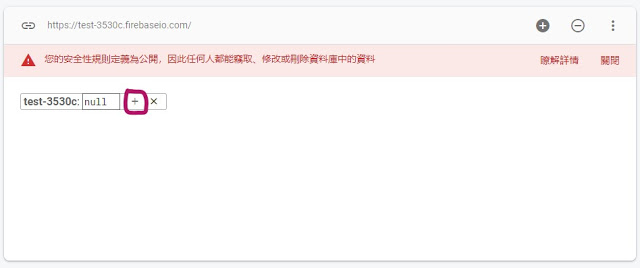 https://test-3530c.firebaseio.com/
您的安全性規則定義為公開，因此任何人都能竊取、修改或刪除資料庫中的資料 瞭解詳情 關閉
test-3530c: null